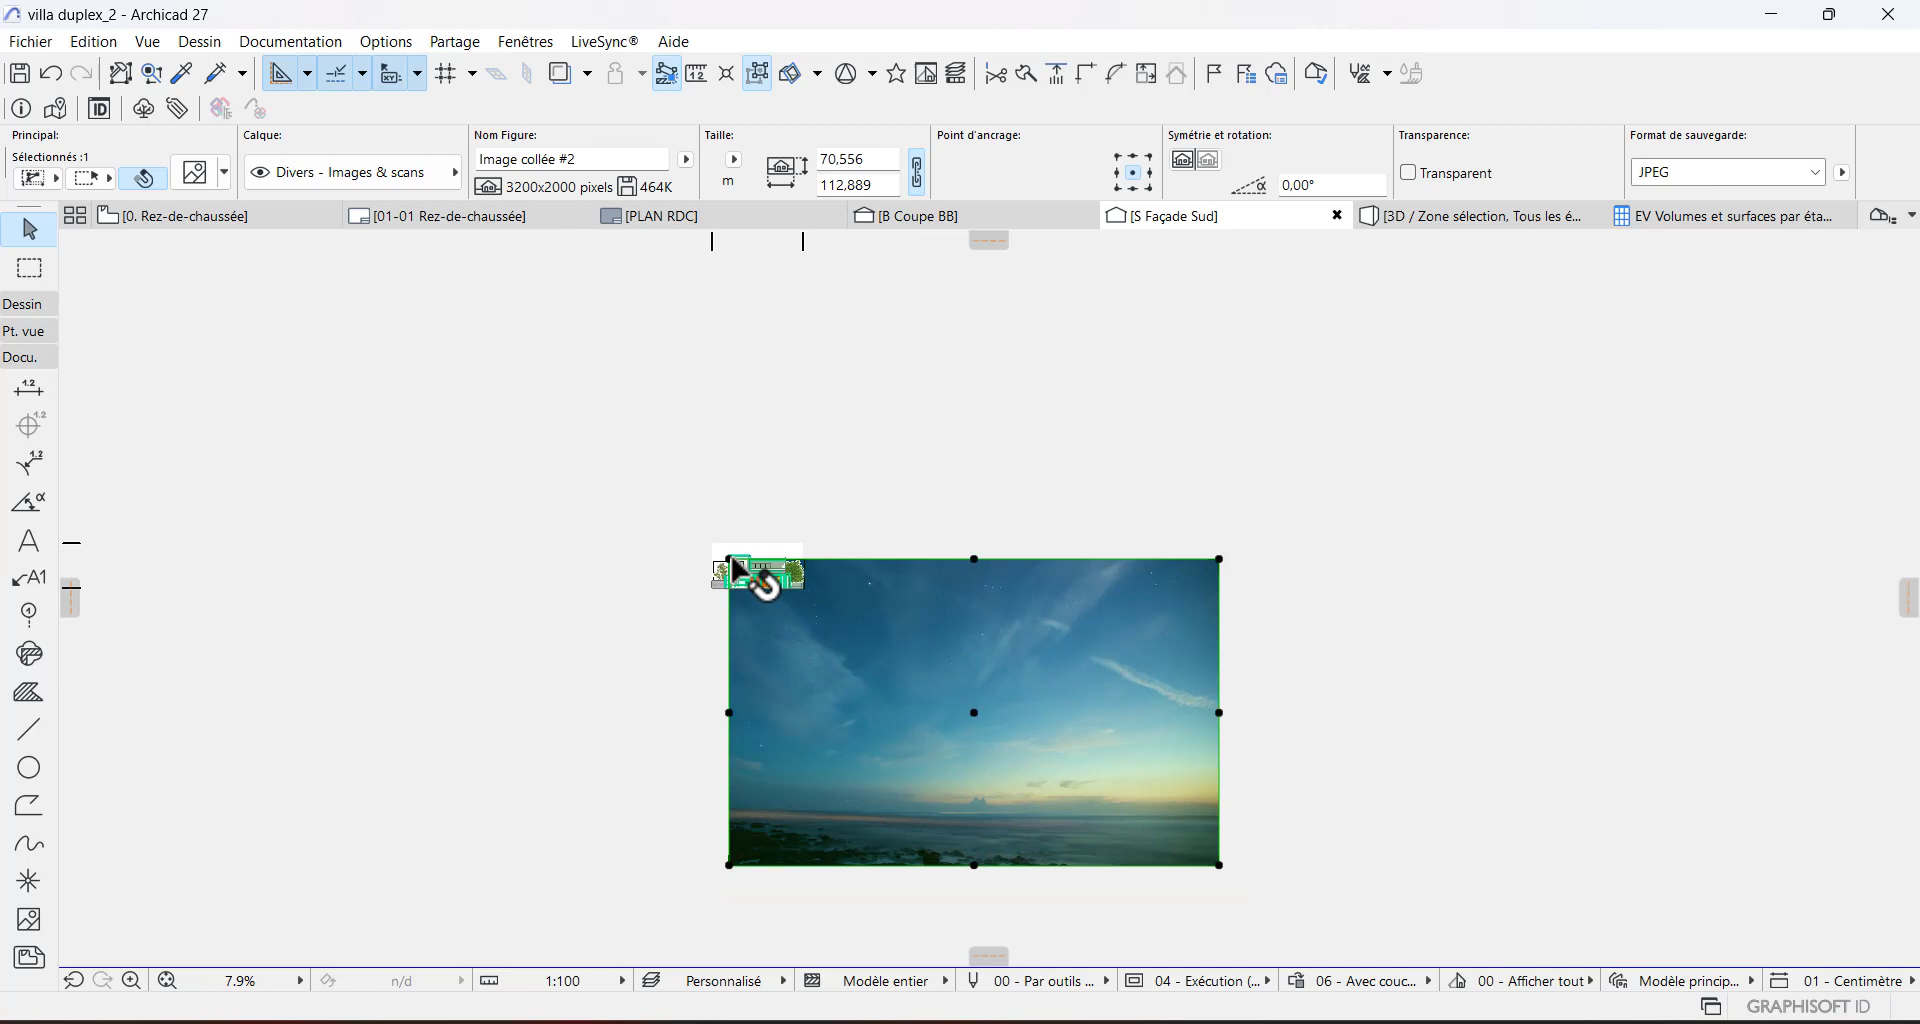 villa duplex_2 - Archicad 27
Fichier Edition Vue Dessin Documentation Options Partage Fenêtres LiveSync® Aide
Principal: Calque: Nom Figure: Taille: Point d'ancrage: Symétrie et rotation: Transparence: Format de sauvegarde:
Sélectionnés :1 Image collée #2 70,556
Divers - Images & scans m Transparent JPEG
3200x2000 pixels 464K 112,889 0,00°
[0. Rez-de-chaussée] [01-01 Rez-de-chaussée] [PLAN RDC] [B Coupe BB] [S Façade Sud] [3D / Zone sélection, Tous les é... EV Volumes et surfaces par éta...
Dessin
Pt. vue
Docu.
7.9% n/d 1:100 Personnalisé Modèle entier 00 - Par outils ... 04 - Exécution (... 06 - Avec couc... 00 - Afficher tout Modèle princip... 01 - Centimètre
GRAPHISOFT ID